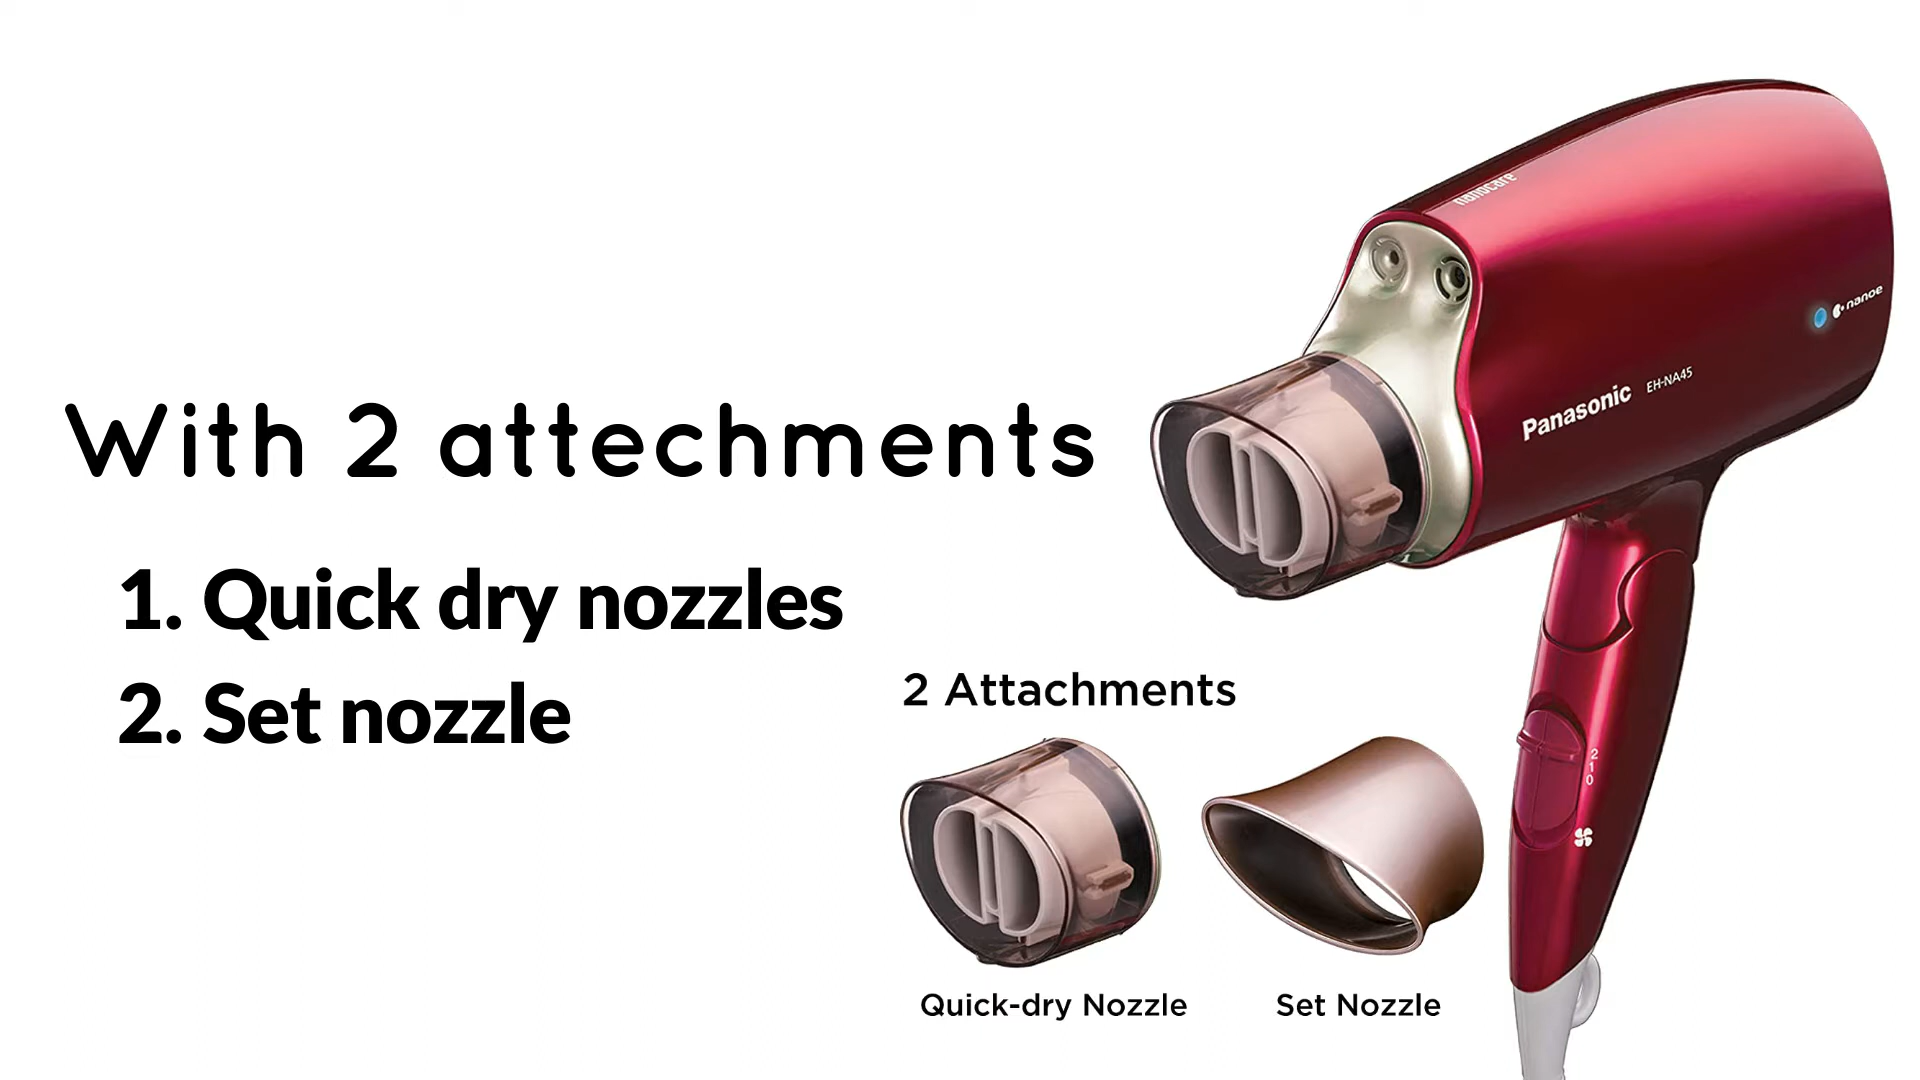 nanocare
nanoe
Panasonic EH-NA45
With 2 attechments
1. Quick dry nozzles
2. Set nozzle
2 Attachments
2
1
0
Quick-dry Nozzle
Set Nozzle